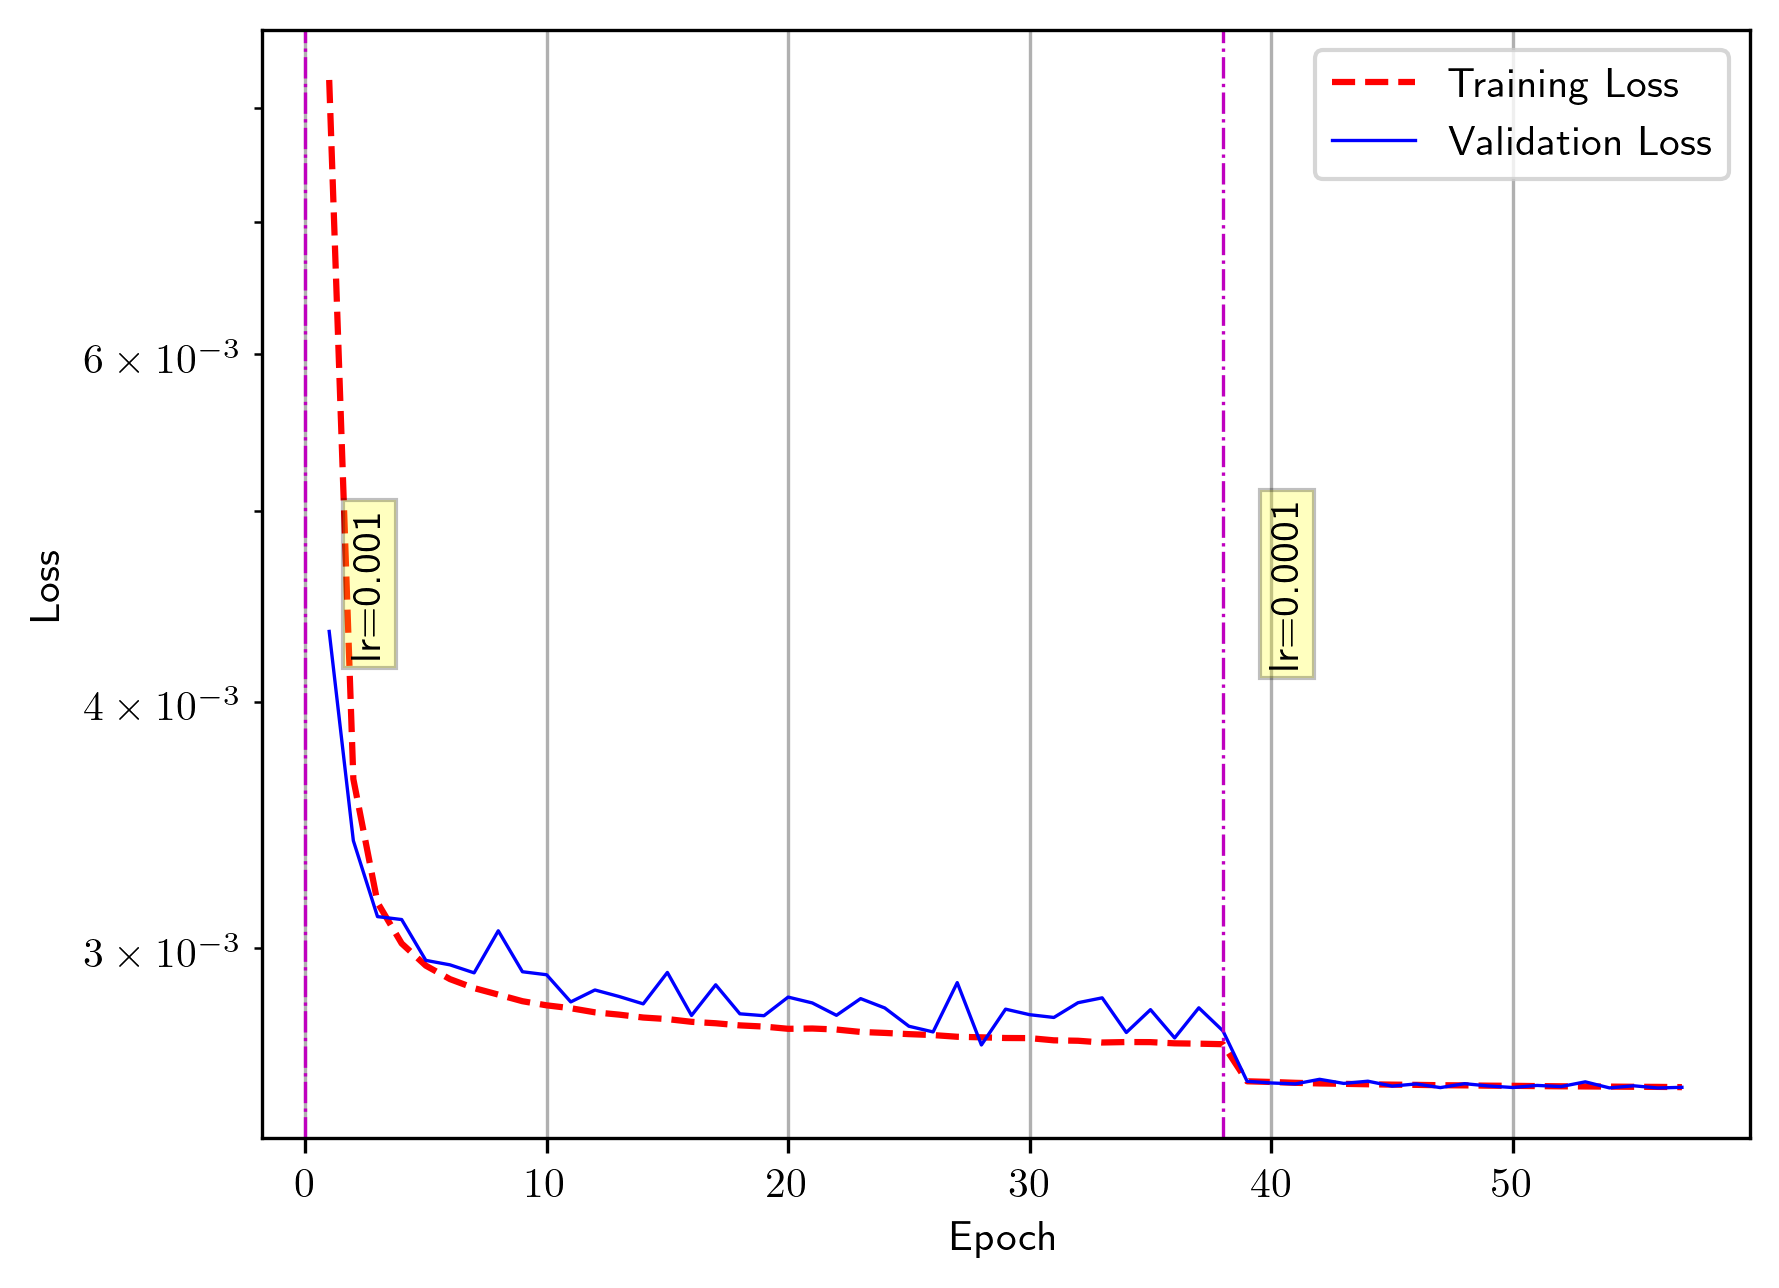 Training Loss
Validation Loss
6 × 10⁻³
4 × 10⁻³
3 × 10⁻³
Loss
lr=0.001
lr=0.0001
0 10 20 30 40 50
Epoch